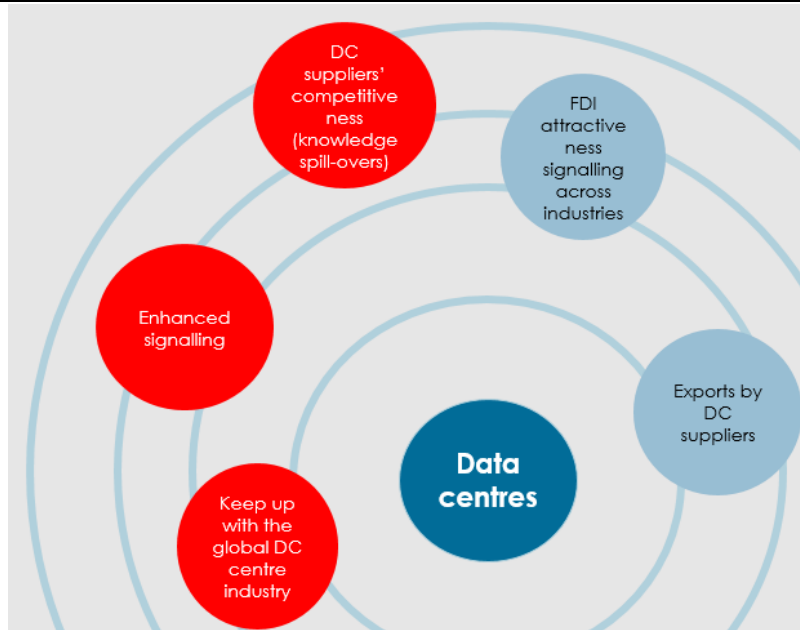 DC
suppliers'
competitive
ness
(knowledge
spill-overs)
FDI
attractive
ness
signalling
across
industries
Enhanced
signalling
Exports by
DC
suppliers
Data
centres
Keep up
with the
global DC
centre
industry